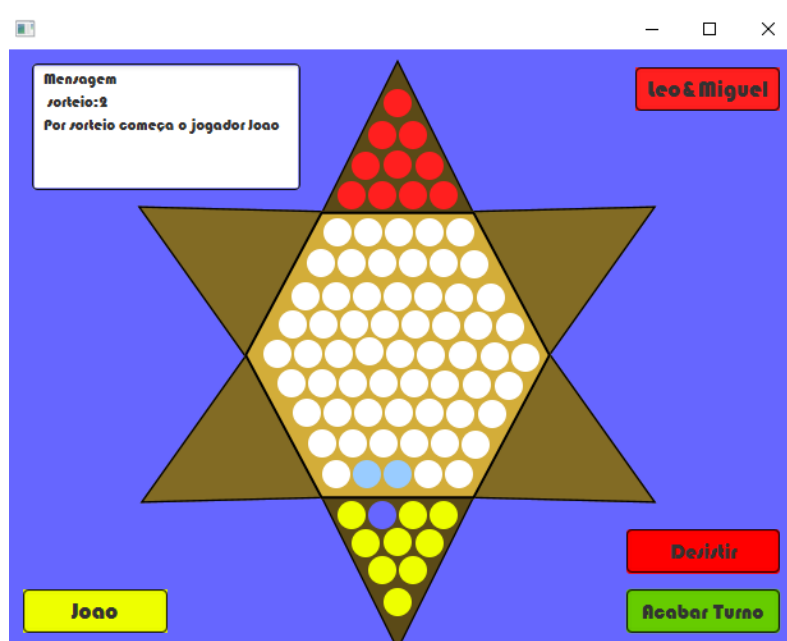 Mensagem
sorteio:2
Por sorteio começa o jogador Joao
Leo&Miguel
Desistir
Joao
Acabar Turno